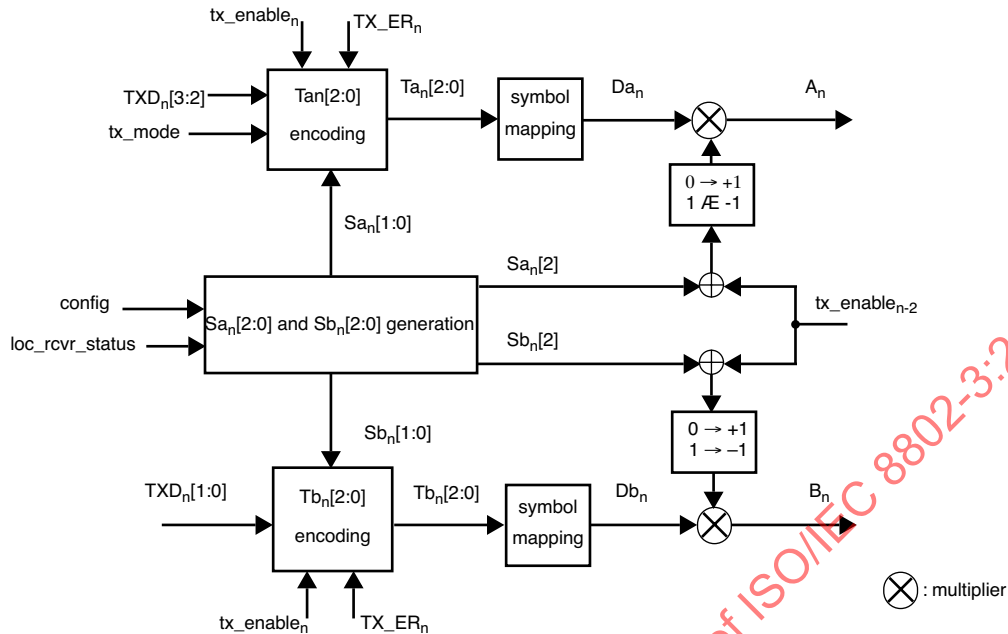 tx_enablen
TX_ERn
TXDn[3:2]
tx_mode
Tan[2:0]
encoding
Tan[2:0]
symbol
mapping
Dan
An
0 → +1
1 Æ -1
San[1:0]
config
loc_rcvr_status
San[2:0] and Sbn[2:0] generation
San[2]
Sbn[2]
tx_enablen-2
Sbn[1:0]
0 → +1
1 → –1
TXDn[1:0]
Tbn[2:0]
encoding
Tbn[2:0]
symbol
mapping
Dbn
Bn
tx_enablen
TX_ERn
: multiplier
of ISO/IEC 8802-3:2